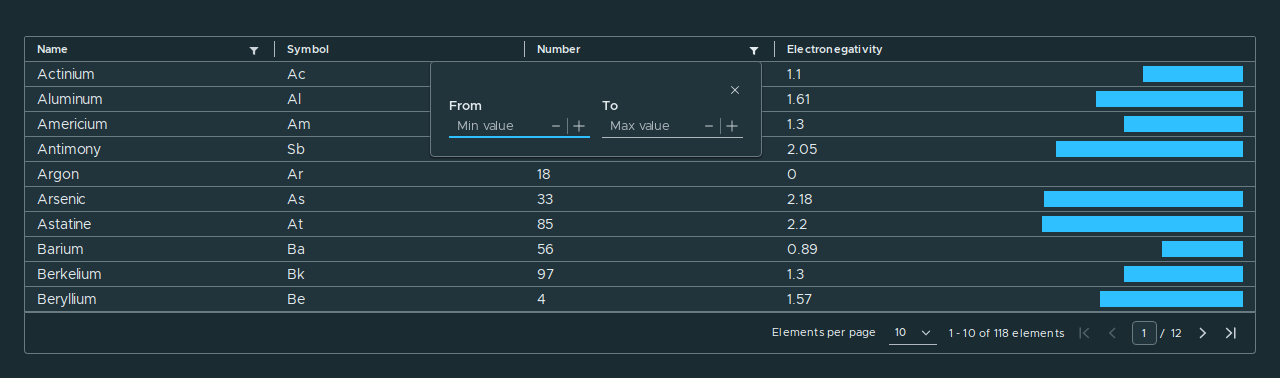 Name Symbol Number Electronegativity
Actinium Ac 1.1
Aluminum Al 1.61
From To
Americium Am 1.3
Min value Max value
Antimony Sb 2.05
Argon Ar 18 0
Arsenic As 33 2.18
Astatine At 85 2.2
Barium Ba 56 0.89
Berkelium Bk 97 1.3
Beryllium Be 4 1.57
Elements per page 10 1 - 10 of 118 elements 1 / 12